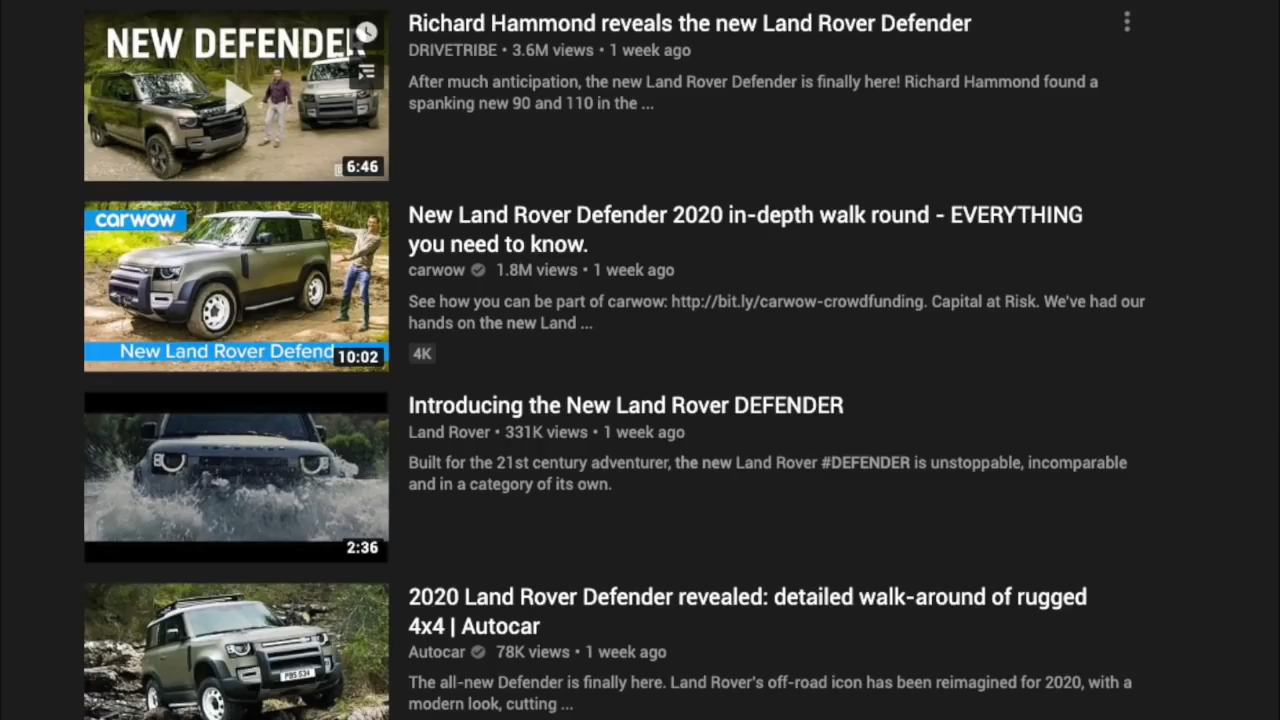 NEW DEFENDER
6:46
Richard Hammond reveals the new Land Rover Defender
DRIVETRIBE • 3.6M views • 1 week ago
After much anticipation, the new Land Rover Defender is finally here! Richard Hammond found a
spanking new 90 and 110 in the ...
carwow
New Land Rover Defend
10:02
New Land Rover Defender 2020 in-depth walk round - EVERYTHING
you need to know.
carwow 1.8M views • 1 week ago
See how you can be part of carwow: http://bit.ly/carwow-crowdfunding. Capital at Risk. We've had our
hands on the new Land ...
4K
DEFENDER
2:36
Introducing the New Land Rover DEFENDER
Land Rover • 331K views • 1 week ago
Built for the 21st century adventurer, the new Land Rover #DEFENDER is unstoppable, incomparable
and in a category of its own.
2020 Land Rover Defender revealed: detailed walk-around of rugged
4x4 | Autocar
Autocar 78K views • 1 week ago
The all-new Defender is finally here. Land Rover's off-road icon has been reimagined for 2020, with a
modern look, cutting ...